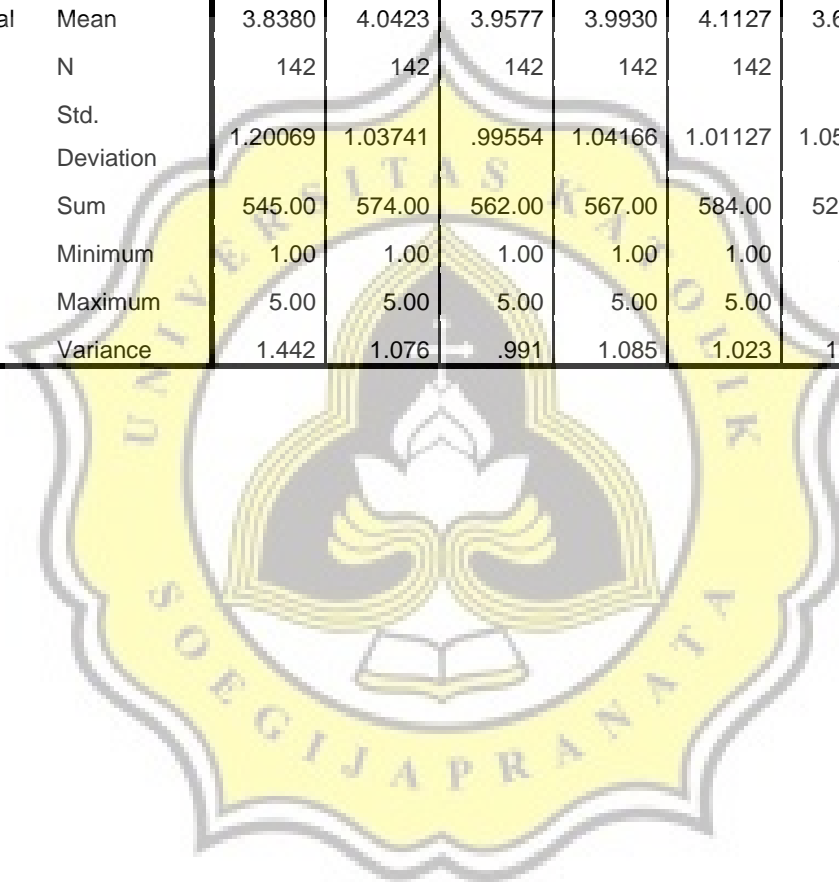 al Mean 3.8380 4.0423 3.9577 3.9930 4.1127 3.6
N 142 142 142 142 142
Std. Deviation 1.20069 1.03741 .99554 1.04166 1.01127 1.05
Sum 545.00 574.00 562.00 567.00 584.00 52
Minimum 1.00 1.00 1.00 1.00 1.00
Maximum 5.00 5.00 5.00 5.00 5.00
Variance 1.442 1.076 .991 1.085 1.023 1
UNIVERSITAS KATOLIK
SOEGIJAPRANATA